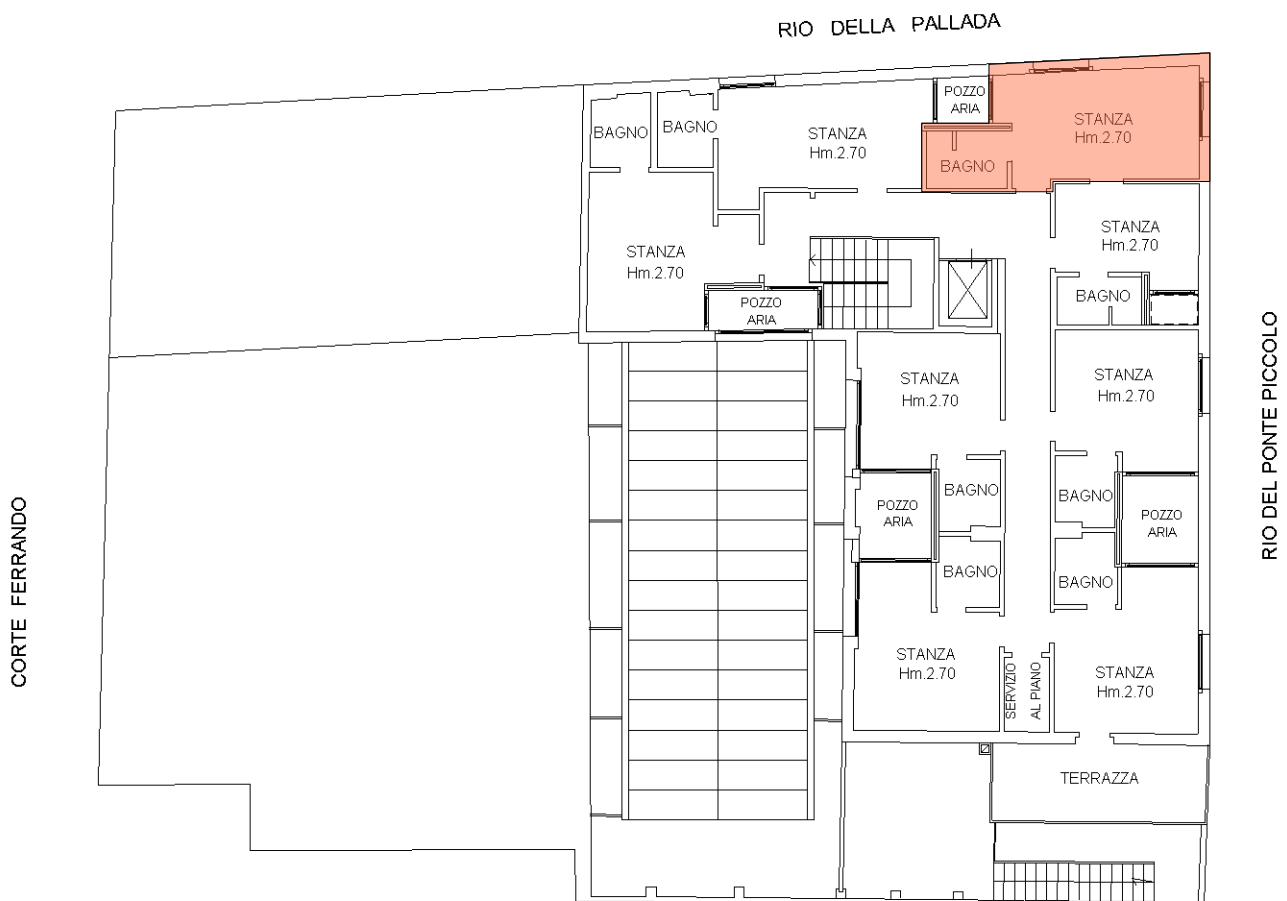 RIO DELLA PALLADA
POZZO
ARIA
STANZA
Hm.2.70
BAGNO
BAGNO
STANZA
Hm.2.70
BAGNO
STANZA
Hm.2.70
STANZA
Hm.2.70
BAGNO
POZZO
ARIA
STANZA
Hm.2.70
STANZA
Hm.2.70
BAGNO
BAGNO
POZZO
ARIA
POZZO
ARIA
BAGNO
BAGNO
STANZA
Hm.2.70
SERVIZIO
AL PIANO
STANZA
Hm.2.70
TERRAZZA
CORTE FERRANDO
RIO DEL PONTE PICCOLO